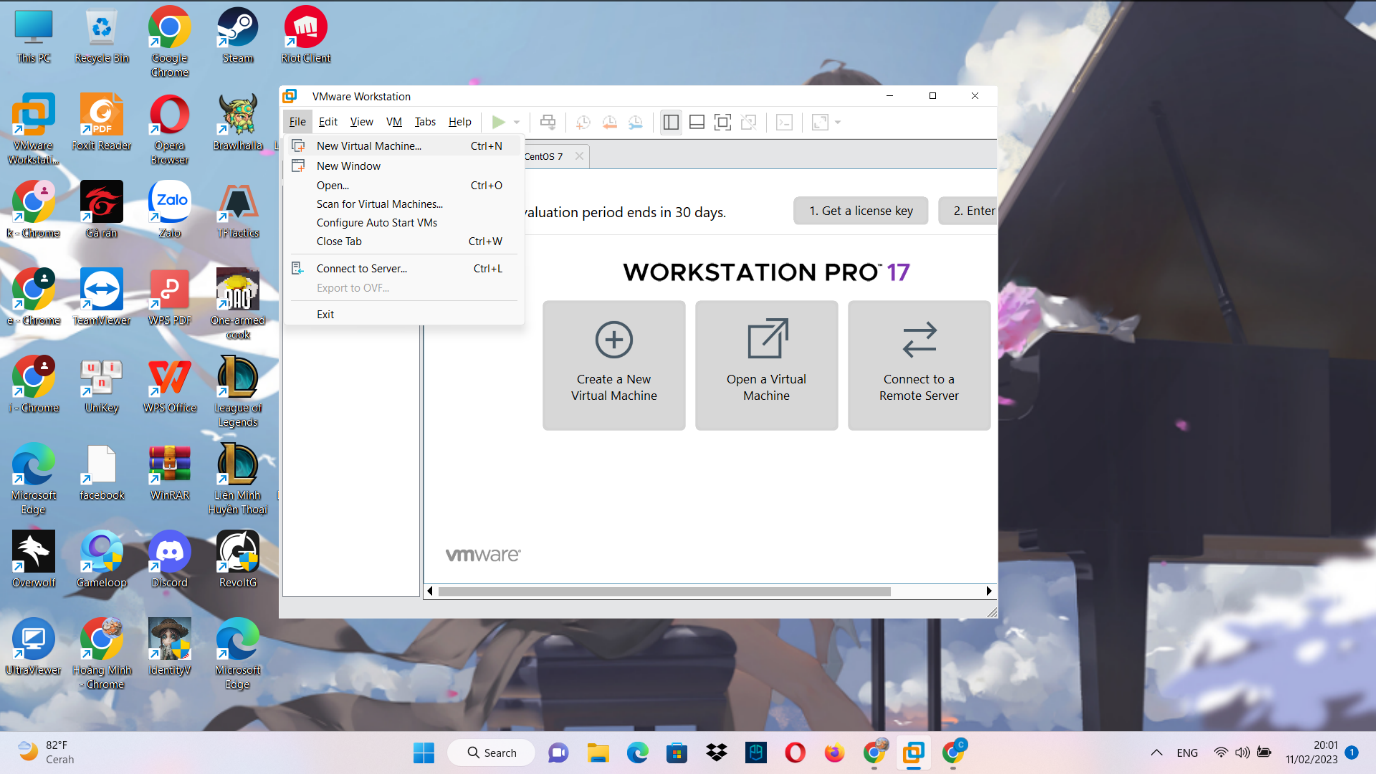 This PC
Recycle Bin
Google
Chrome
Steam
Riot Client
VMware
Workstati...
Foxit Reader
Opera
Browser
Brawlhalla
k - Chrome
Gà rán
Zalo
TFTactics
e - Chrome
TeamViewer
WPS PDF
One-armed
cook
i - Chrome
UniKey
WPS Office
League of
Legends
Microsoft
Edge
facebook
WinRAR
Liên Minh
Huyền Thoại
Overwolf
Gameloop
Discord
RevoltG
UltraViewer
Hoàng Minh
- Chrome
IdentityV
Microsoft
Edge
VMware Workstation
File Edit View VM Tabs Help
New Virtual Machine... Ctrl+N
New Window
Open... Ctrl+O
Scan for Virtual Machines...
Configure Auto Start VMs
Close Tab Ctrl+W
Connect to Server... Ctrl+L
Export to OVF...
Exit
CentOS 7
valuation period ends in 30 days.
1. Get a license key
2. Enter
WORKSTATION PRO™ 17
Create a New
Virtual Machine
Open a Virtual
Machine
Connect to a
Remote Server
vmware
82°F
Cerah
Search
ENG
20:01
11/02/2023
1